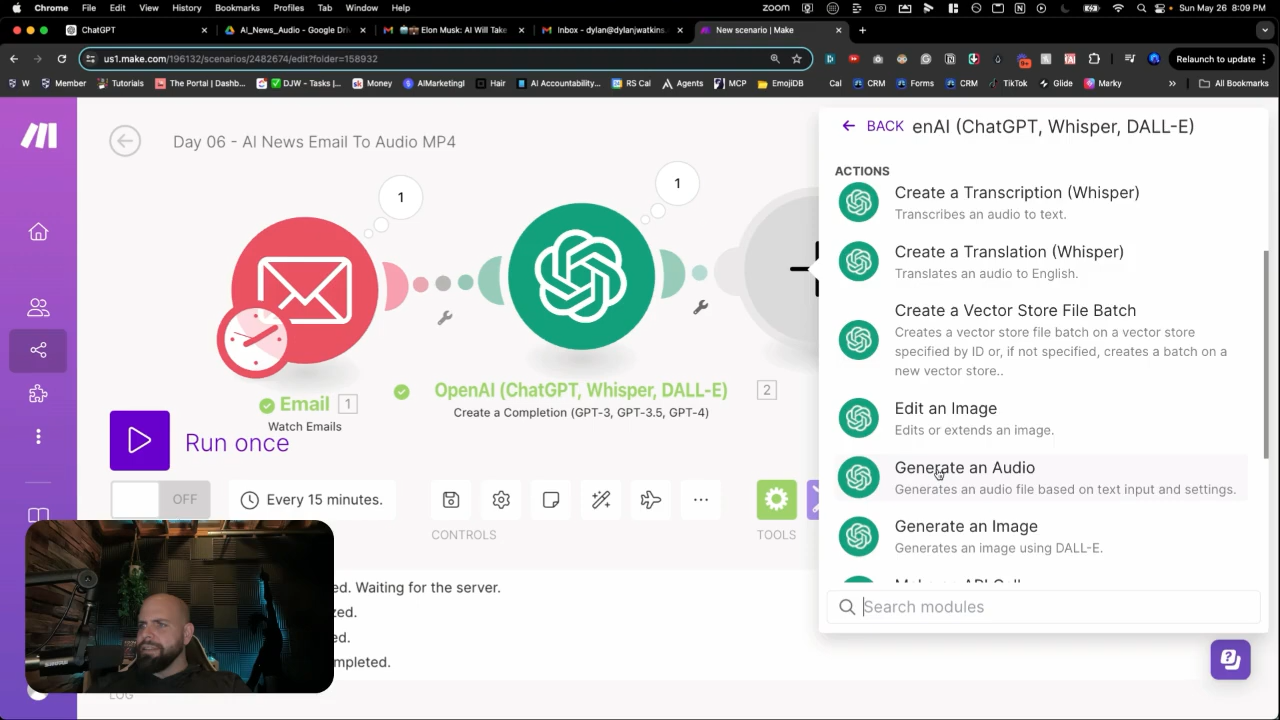 Chrome File Edit View History Bookmarks Profiles Tab Window Help
zoom
Sun May 26 8:09 PM
ChatGPT
AI_News_Audio - Google Dri
Elon Musk: AI Will Take
Inbox - dylan@dylanjwatkins.
New scenario | Make
us1.make.com/196132/scenarios/2482674/edit?folder=158932
Relaunch to update
W
Member
Tutorials
The Portal | Dashb...
DJW - Tasks |...
Money
AIMarketing!
Hair
AI Accountability...
RS Cal
Agents
MCP
EmojiDB
Cal
CRM
Forms
CRM
TikTok
Glide
Marky
All Bookmarks
Day 06 - AI News Email To Audio MP4
BACK enAI (ChatGPT, Whisper, DALL-E)
ACTIONS
Create a Transcription (Whisper)
Transcribes an audio to text.
Create a Translation (Whisper)
Translates an audio to English.
Create a Vector Store File Batch
Creates a vector store file batch on a vector store
specified by ID or, if not specified, creates a batch on a
new vector store..
Edit an Image
Edits or extends an image.
Generate an Audio
Generates an audio file based on text input and settings.
Generate an Image
Generates an image using DALL-E.
Search modules
1
1
Email 1
Watch Emails
OpenAI (ChatGPT, Whisper, DALL-E) 2
Create a Completion (GPT-3, GPT-3.5, GPT-4)
Run once
OFF
Every 15 minutes.
CONTROLS
TOOLS
ed. Waiting for the server.
zed.
ed.
mpleted.
LOG